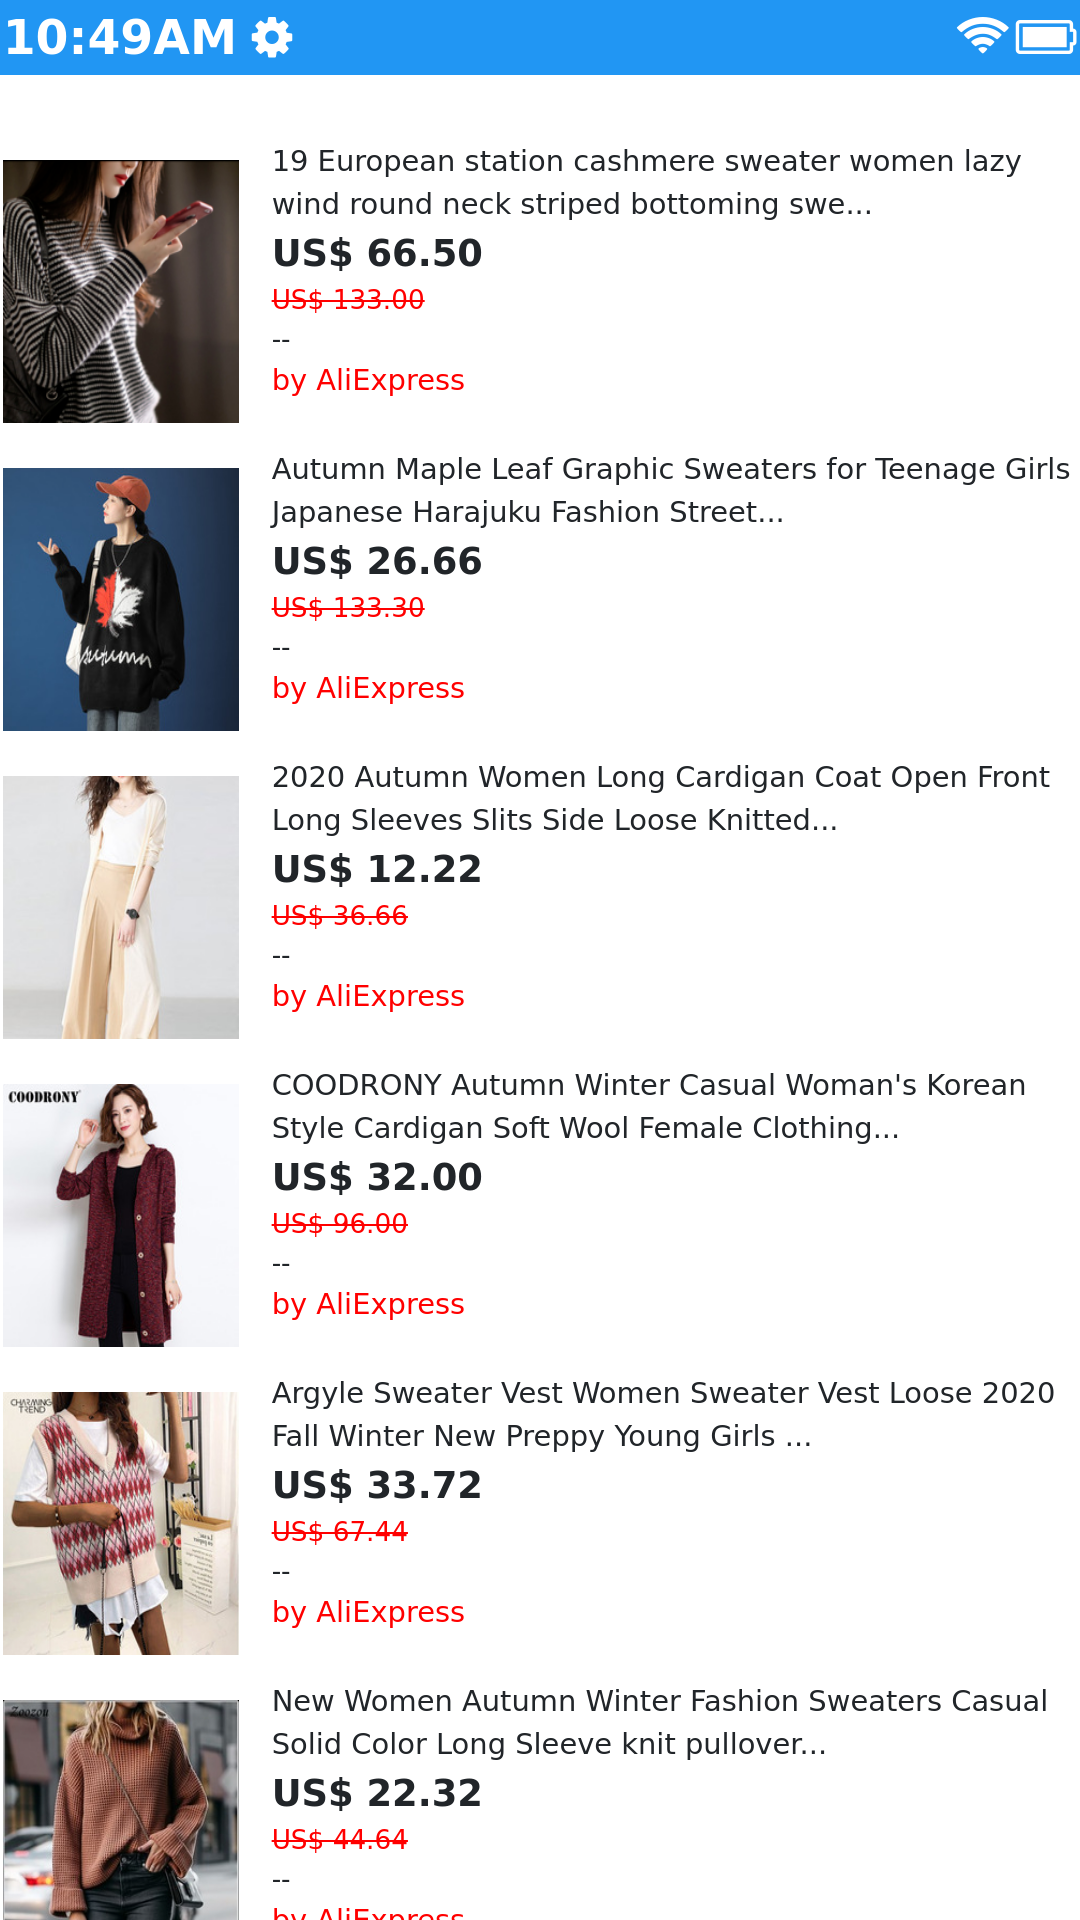 10:49AM
19 European station cashmere sweater women lazy
wind round neck striped bottoming swe...
US$ 66.50
US$ 133.00
--
by AliExpress
Autumn Maple Leaf Graphic Sweaters for Teenage Girls
Japanese Harajuku Fashion Street...
autumn
US$ 26.66
US$ 133.30
--
by AliExpress
2020 Autumn Women Long Cardigan Coat Open Front
Long Sleeves Slits Side Loose Knitted...
US$ 12.22
US$ 36.66
--
by AliExpress
COODRONY
COODRONY Autumn Winter Casual Woman's Korean
Style Cardigan Soft Wool Female Clothing...
US$ 32.00
US$ 96.00
--
by AliExpress
CHARMING
TREND
Argyle Sweater Vest Women Sweater Vest Loose 2020
Fall Winter New Preppy Young Girls ...
US$ 33.72
US$ 67.44
--
by AliExpress
Zoozou
New Women Autumn Winter Fashion Sweaters Casual
Solid Color Long Sleeve knit pullover...
US$ 22.32
US$ 44.64
--
by AliExpress